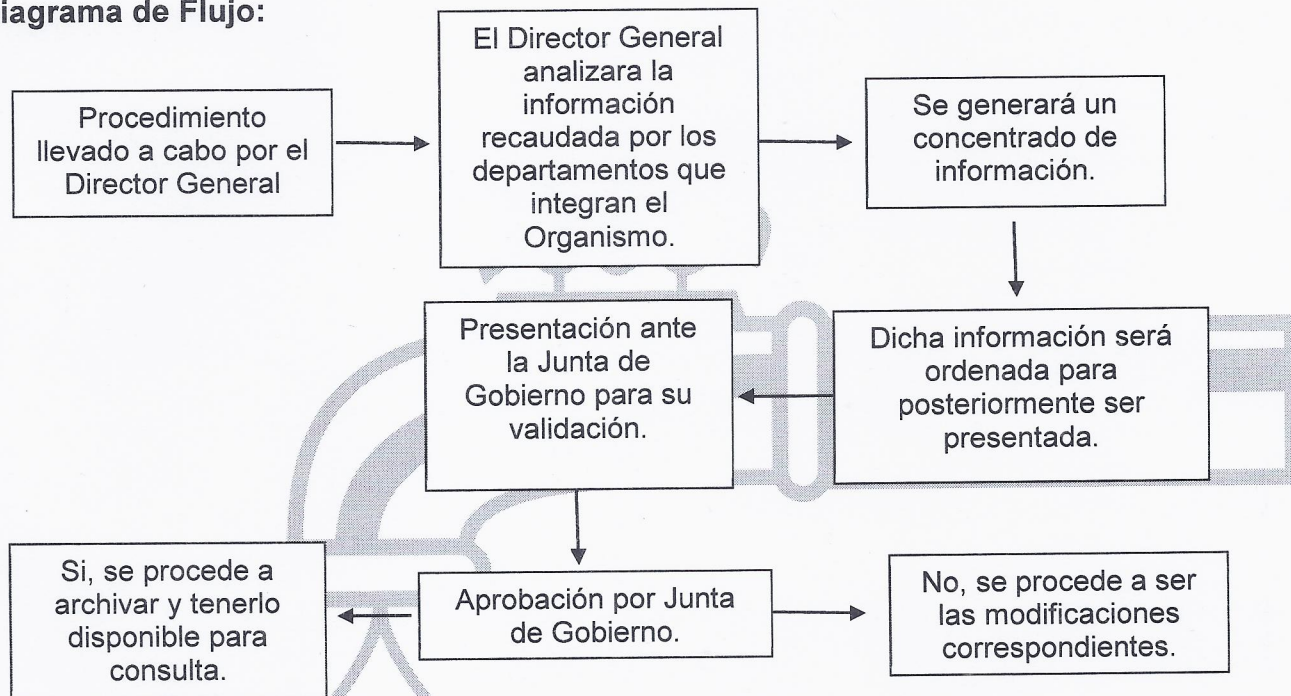 iagrama de Flujo:
Procedimiento
llevado a cabo por el
Director General
El Director General
analizara la
información
recaudada por los
departamentos que
integran el
Organismo.
Se generará un
concentrado de
información.
Dicha información será
ordenada para
posteriormente ser
presentada.
Presentación ante
la Junta de
Gobierno para su
validación.
Aprobación por Junta
de Gobierno.
Si, se procede a
archivar y tenerlo
disponible para
consulta.
No, se procede a ser
las modificaciones
correspondientes.